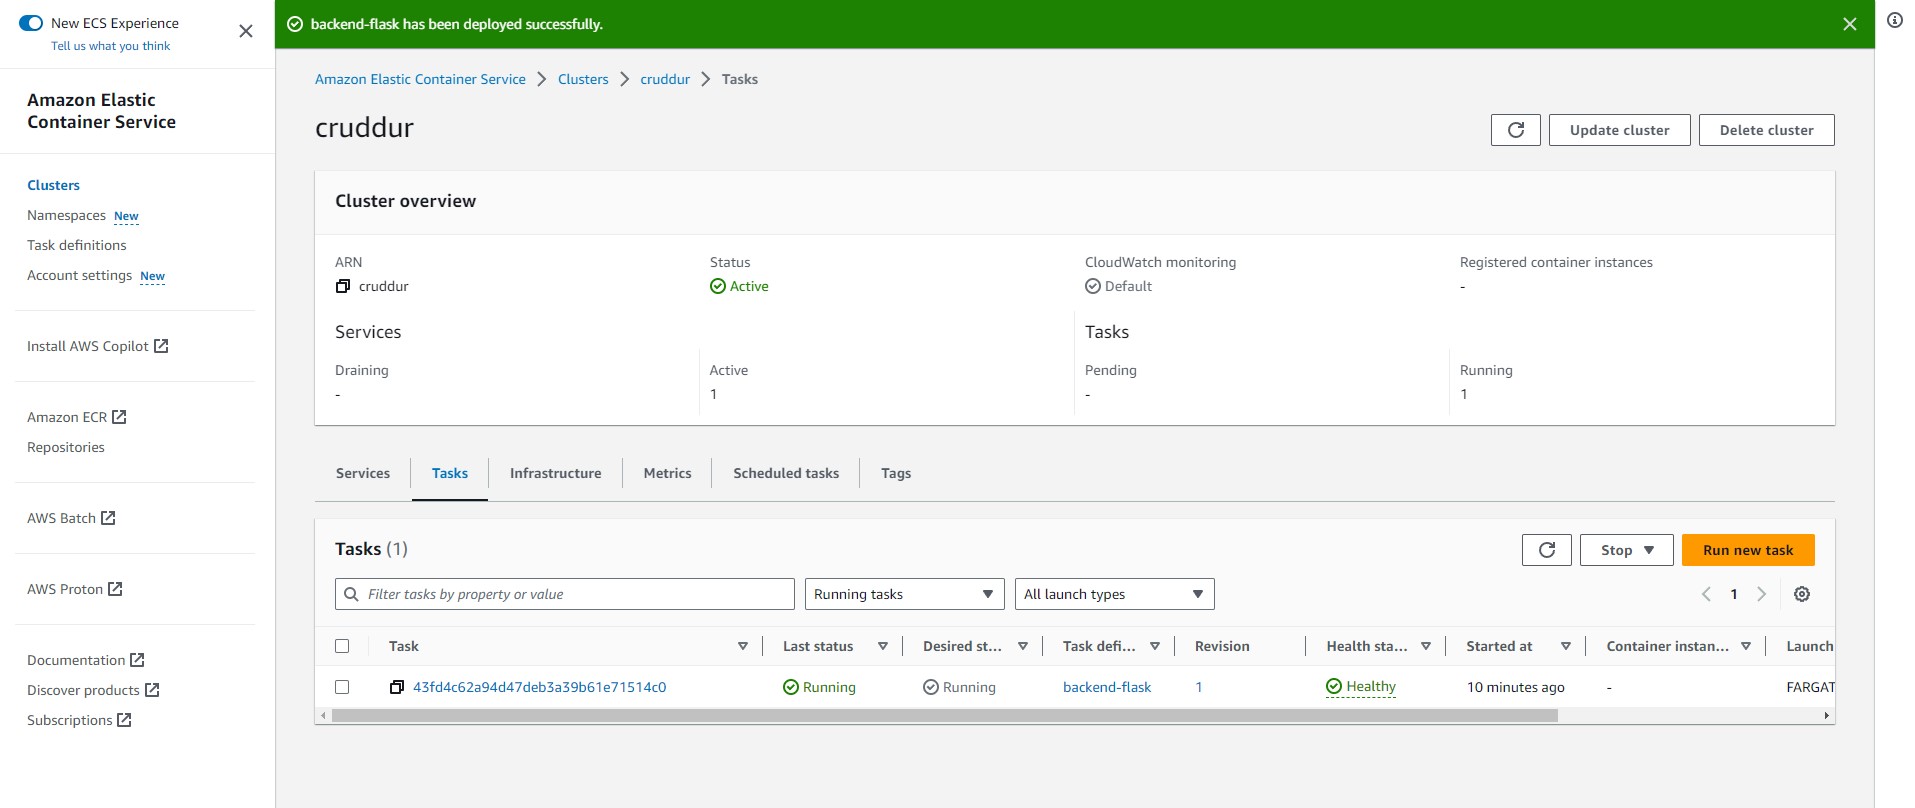 New ECS Experience
Tell us what you think
Amazon Elastic
Container Service
Clusters
Namespaces New
Task definitions
Account settings New
Install AWS Copilot
Amazon ECR
Repositories
AWS Batch
AWS Proton
Documentation
Discover products
Subscriptions
backend-flask has been deployed successfully.
Amazon Elastic Container Service > Clusters > cruddur > Tasks
cruddur
Update cluster
Delete cluster
Cluster overview
ARN
cruddur
Status
Active
CloudWatch monitoring
Default
Registered container instances
-
Services
Draining
-
Active
1
Tasks
Pending
-
Running
1
Services Tasks Infrastructure Metrics Scheduled tasks Tags
Tasks (1)
Stop
Run new task
Filter tasks by property or value
Running tasks
All launch types
1
Task Last status Desired st... Task defi... Revision Health sta... Started at Container instan... Launch
43fd4c62a94d47deb3a39b61e71514c0 Running Running backend-flask 1 Healthy 10 minutes ago - FARGAT